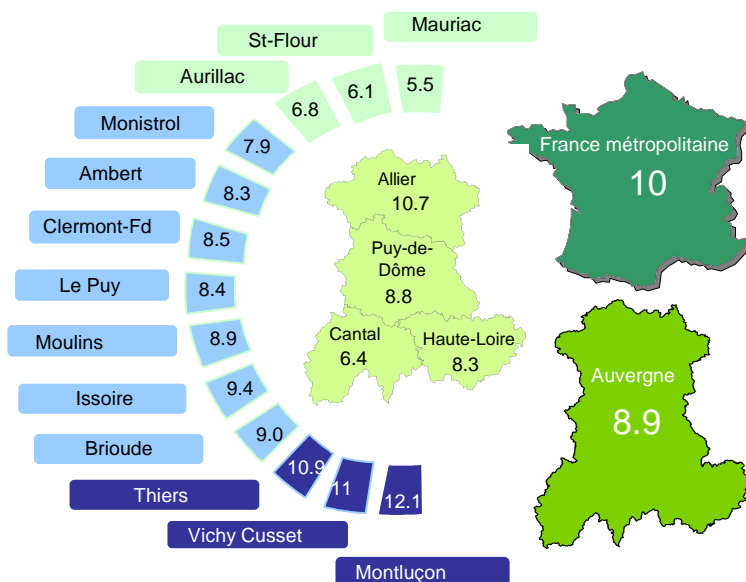 Mauriac
St-Flour
Aurillac
5.5
6.1
6.8
Monistrol
7.9
France métropolitaine
10
Ambert
8.3
Allier
10.7
Clermont-Fd
8.5
Puy-de-
Dôme
8.8
Le Puy
8.4
Moulins
8.9
Cantal
6.4
Haute-Loire
8.3
Auvergne
8.9
Issoire
9.4
Brioude
9.0
Thiers
10.9
Vichy Cusset
11
Montluçon
12.1